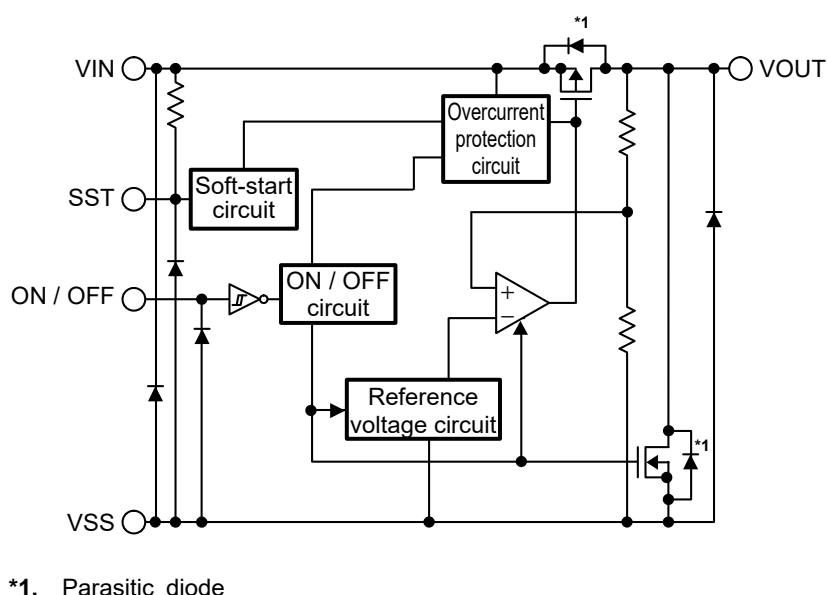 *1
VIN
VOUT
Overcurrent
protection
circuit
SST
Soft-start
circuit
ON / OFF
ON / OFF
circuit
+
−
Reference
voltage circuit
*1
VSS
*1. Parasitic diode